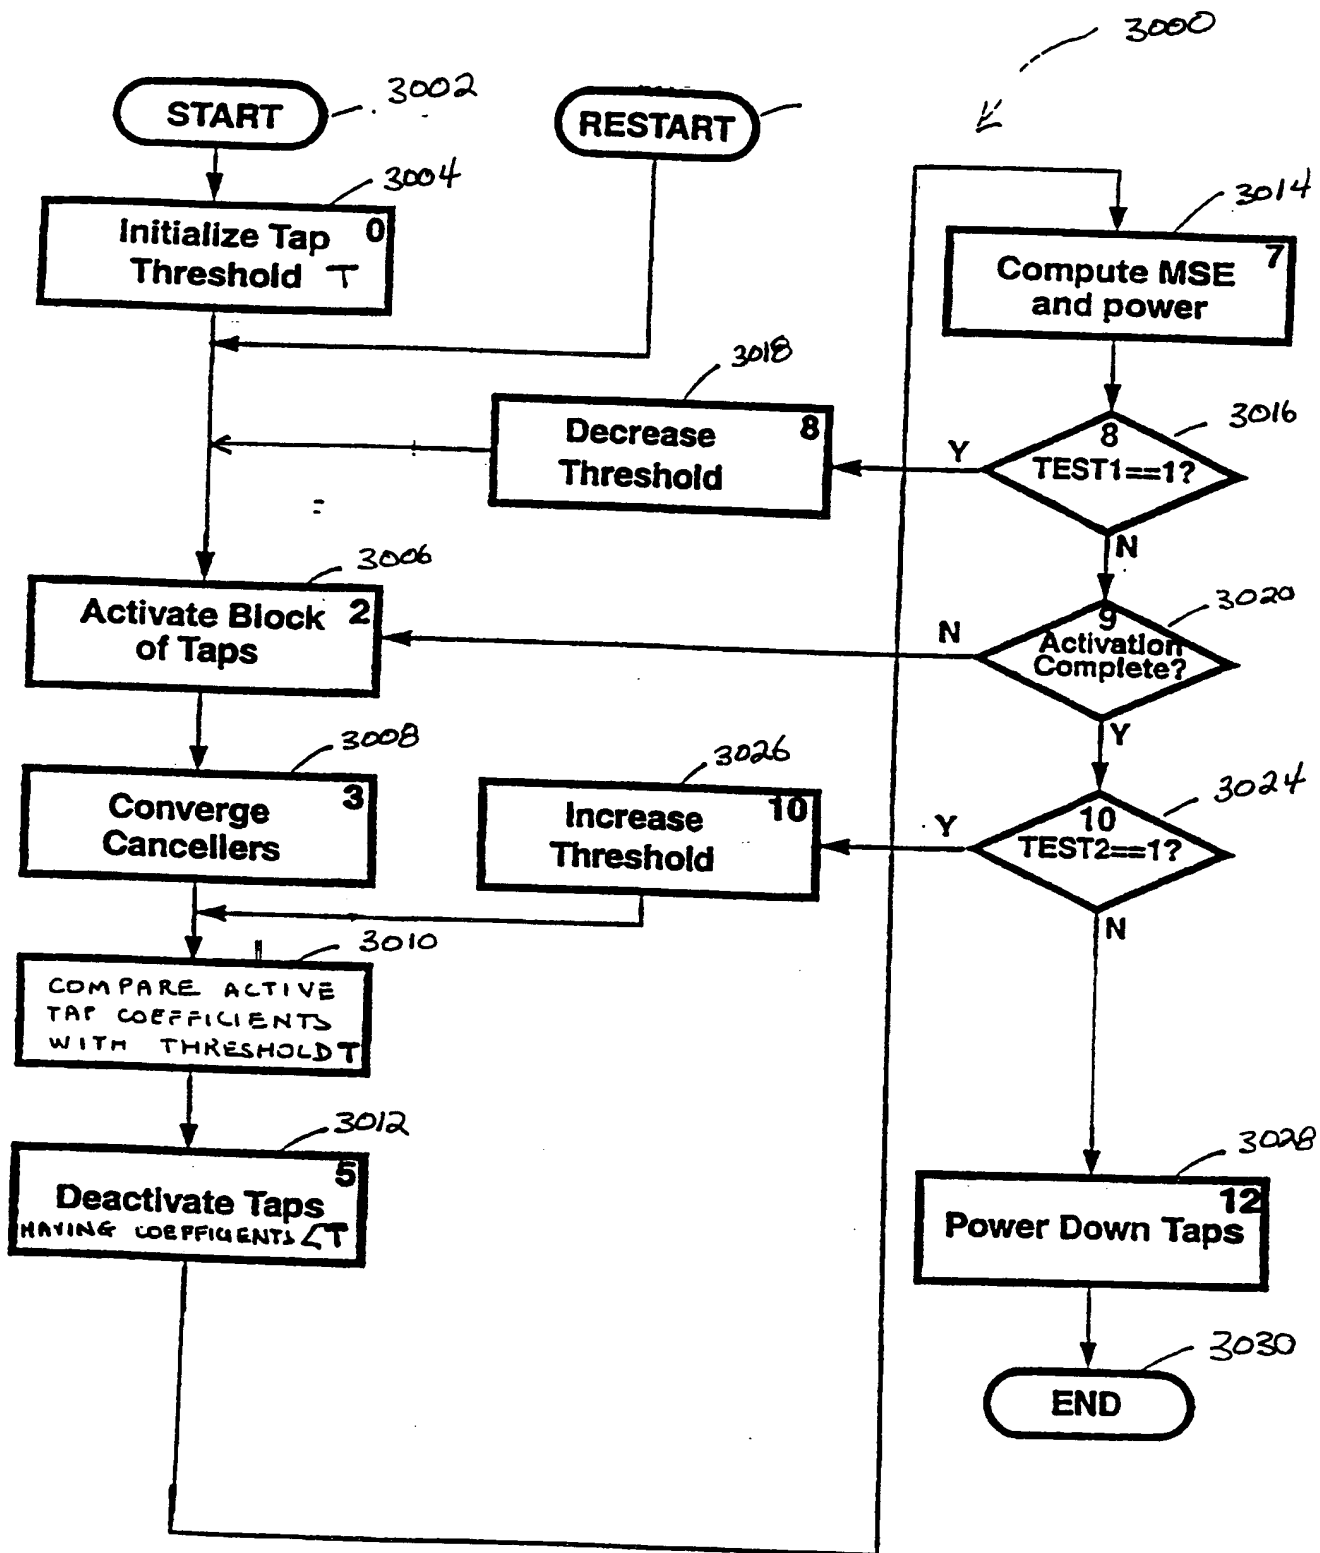 3000
START
3002
RESTART
3004
0
Initialize Tap
Threshold T
3014
7
Compute MSE
and power
3018
8
Decrease
Threshold
3016
8
TEST1==1?
Y
N
3006
2
Activate Block
of Taps
3020
9
Activation
Complete?
N
Y
3008
3
Converge
Cancellers
3026
10
Increase
Threshold
3024
10
TEST2==1?
Y
N
3010
COMPARE ACTIVE
TAP COEFFICIENTS
WITH THRESHOLD T
3012
5
Deactivate Taps
HAVING COEFFICIENTS <T
3028
12
Power Down Taps
3030
END